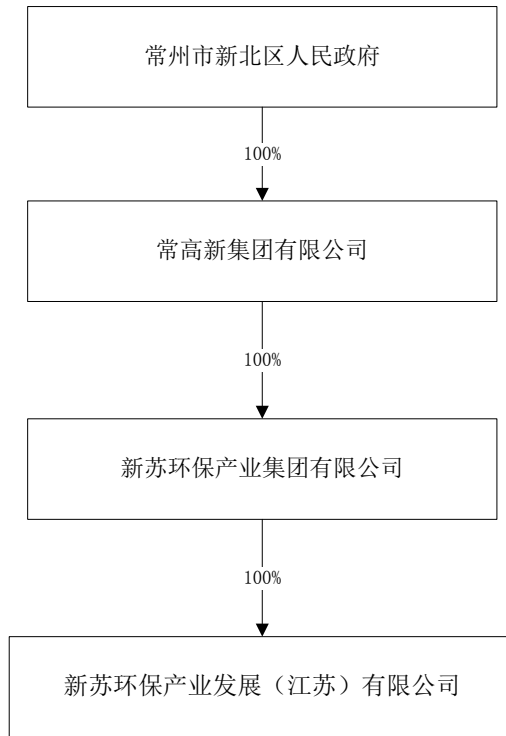 常州市新北区人民政府
100%
常高新集团有限公司
100%
新苏环保产业集团有限公司
100%
新苏环保产业发展（江苏）有限公司